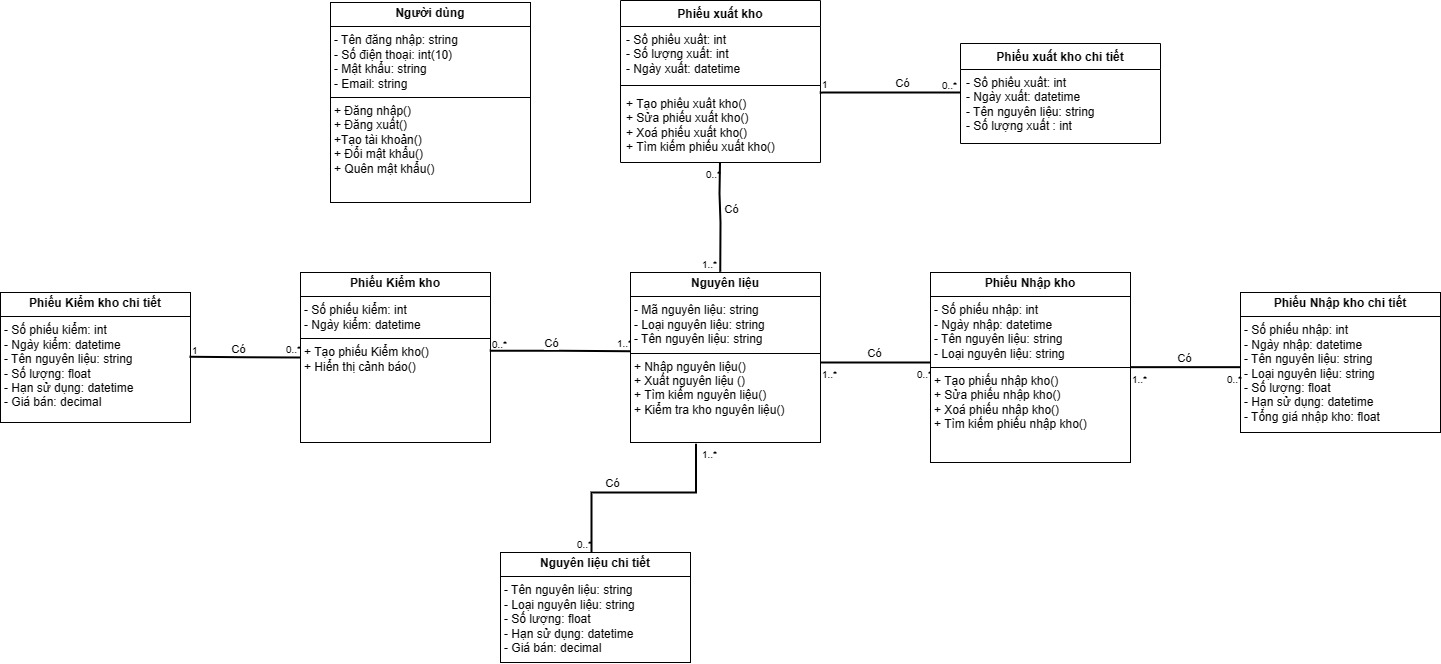 Người dùng
- Tên đăng nhập: string
- Số điện thoại: int(10)
- Mật khẩu: string
- Email: string
+ Đăng nhập()
+ Đăng xuất()
+Tạo tài khoản()
+ Đổi mật khẩu()
+ Quên mật khẩu()
Phiếu xuất kho
- Số phiếu xuất: int
- Số lượng xuất: int
- Ngày xuất: datetime
+ Tạo phiếu xuất kho()
+ Sửa phiếu xuất kho()
+ Xoá phiếu xuất kho()
+ Tìm kiếm phiếu xuất kho()
1
Có
0..*
Phiếu xuất kho chi tiết
- Số phiếu xuất: int
- Ngày xuất: datetime
- Tên nguyên liệu: string
- Số lượng xuất : int
0..*
Có
1..*
Phiếu Kiểm kho chi tiết
- Số phiếu kiểm: int
- Ngày kiểm: datetime
- Tên nguyên liệu: string
- Số lượng: float
- Hạn sử dụng: datetime
- Giá bán: decimal
1
Có
0..*
Phiếu Kiểm kho
- Số phiếu kiểm: int
- Ngày kiểm: datetime
+ Tạo phiếu Kiểm kho()
+ Hiển thị cảnh báo()
0..*
Có
1..*
Nguyên liệu
- Mã nguyên liệu: string
- Loại nguyên liệu: string
- Tên nguyên liệu: string
+ Nhập nguyên liệu()
+ Xuất nguyên liệu ()
+ Tìm kiếm nguyên liệu()
+ Kiểm tra kho nguyên liệu()
1..*
Có
0..*
Phiếu Nhập kho
- Số phiếu nhập: int
- Ngày nhập: datetime
- Tên nguyên liệu: string
- Loại nguyên liệu: string
+ Tạo phiếu nhập kho()
+ Sửa phiếu nhập kho()
+ Xoá phiếu nhập kho()
+ Tìm kiếm phiếu nhập kho()
1..*
Có
0..*
Phiếu Nhập kho chi tiết
- Số phiếu nhập: int
- Ngày nhập: datetime
- Tên nguyên liệu: string
- Loại nguyên liệu: string
- Số lượng: float
- Hạn sử dụng: datetime
- Tổng giá nhập kho: float
1..*
Có
0..*
Nguyên liệu chi tiết
- Tên nguyên liệu: string
- Loại nguyên liệu: string
- Số lượng: float
- Hạn sử dụng: datetime
- Giá bán: decimal